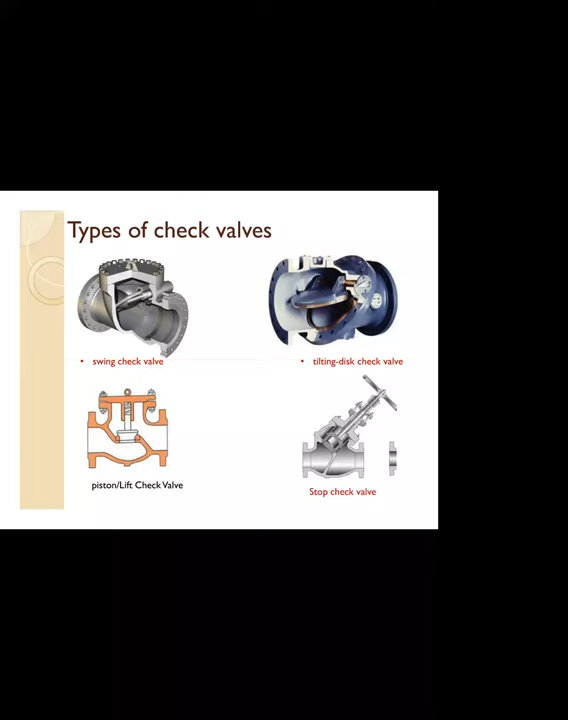 Types of check valves
• swing check valve
• tilting-disk check valve
piston/Lift Check Valve
Stop check valve